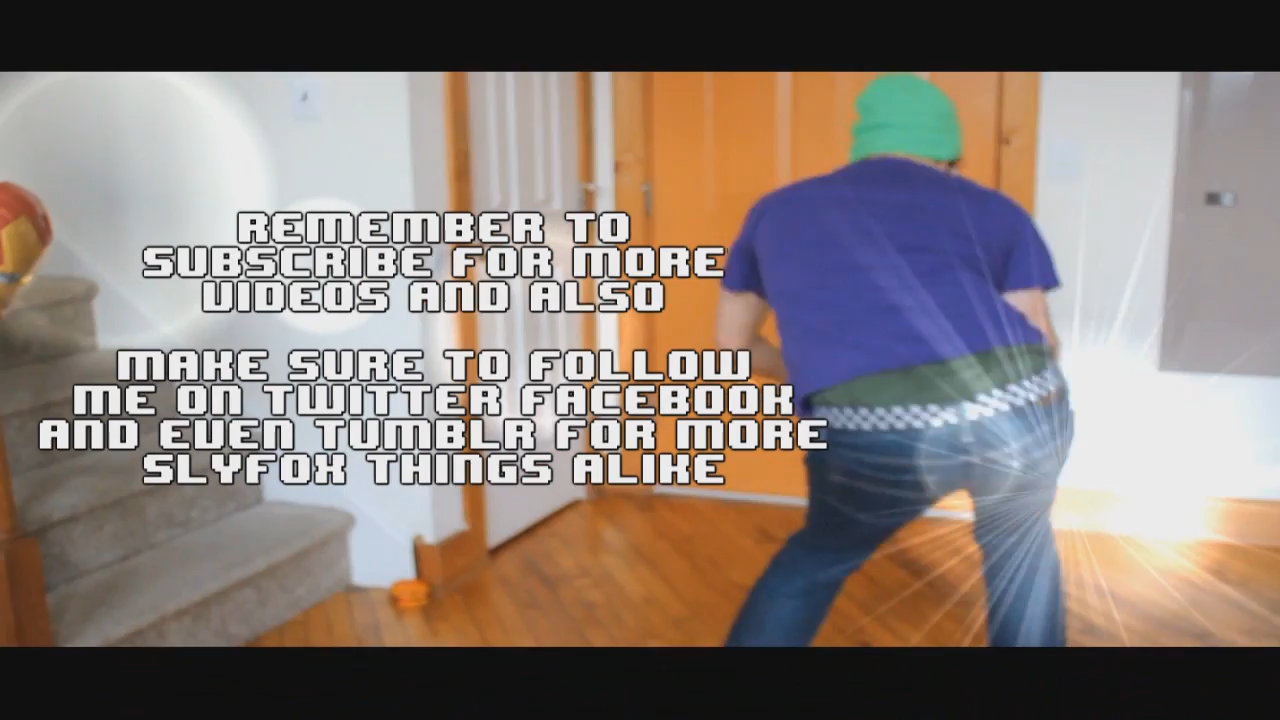 REMEMBER TO
SUBSCRIBE FOR MORE
VIDEOS AND ALSO
MAKE SURE TO FOLLOW
ME ON TWITTER FACEBOOK
AND EVEN TUMBLR FOR MORE
SLYFOX THINGS ALIKE